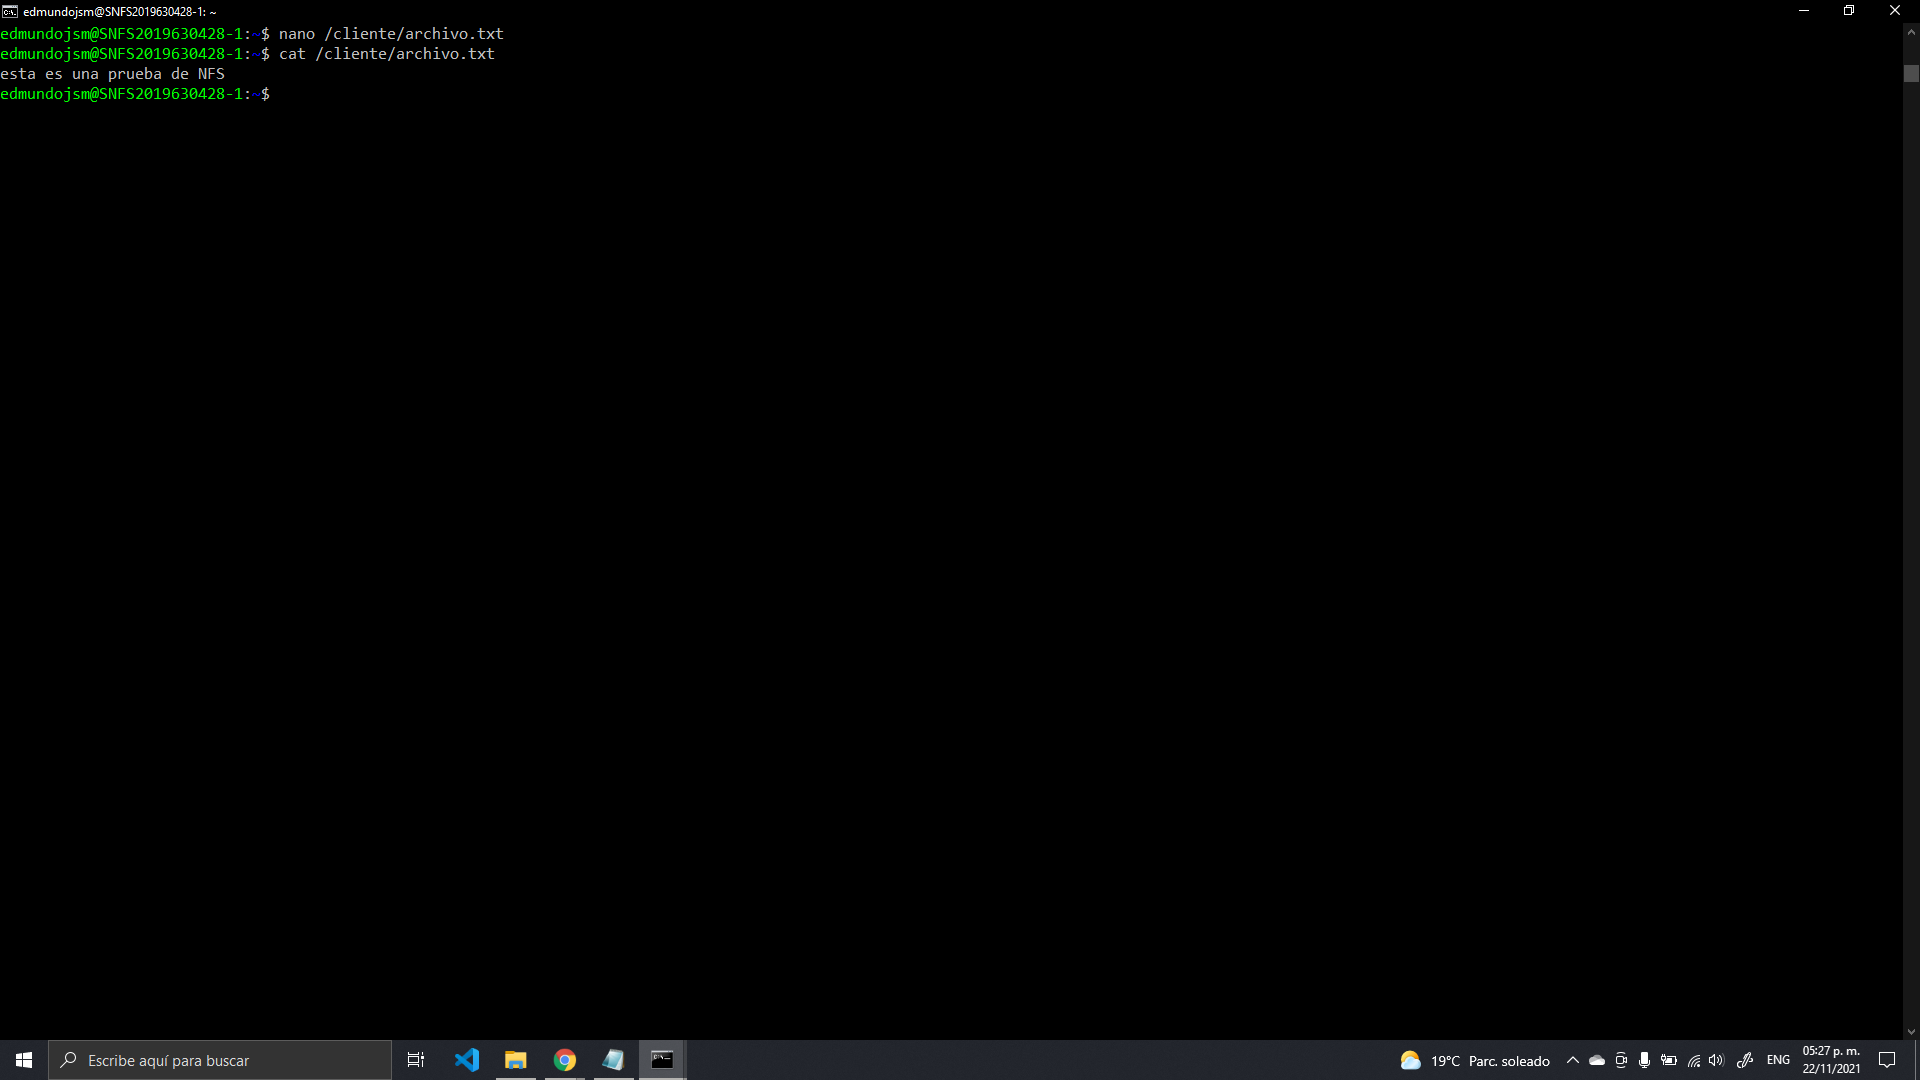 edmundojsm@SNFS2019630428-1: ~
edmundojsm@SNFS2019630428-1:~$ nano /cliente/archivo.txt
edmundojsm@SNFS2019630428-1:~$ cat /cliente/archivo.txt
esta es una prueba de NFS
edmundojsm@SNFS2019630428-1:~$
Escribe aquí para buscar
19°C Parc. soleado
ENG
05:27 p. m.
22/11/2021